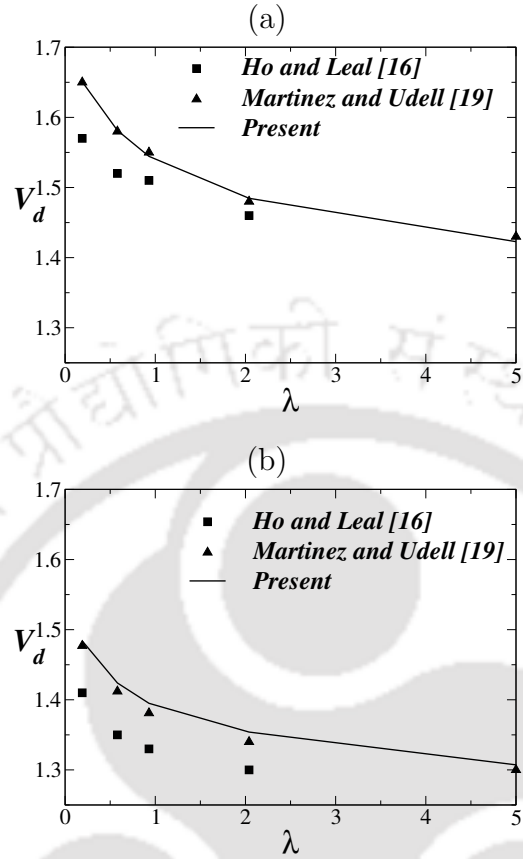 (a)
1.7
Ho and Leal [16]
Martinez and Udell [19]
1.6
Present
1.5
V_d
1.4
1.3
0 1 2 3 4 5
λ
(b)
1.7
Ho and Leal [16]
Martinez and Udell [19]
1.6
Present
1.5
V_d
1.4
1.3
0 1 2 3 4 5
λ